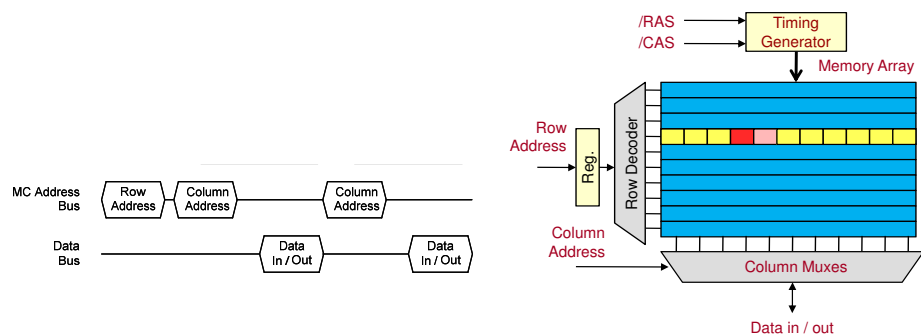 MC Address
Bus
Row
Address
Column
Address
Column
Address
Data
Bus
Data
In / Out
Data
In / Out
/RAS
/CAS
Timing
Generator
Memory Array
Row
Address
Reg.
Row Decoder
Column
Address
Column Muxes
Data in / out